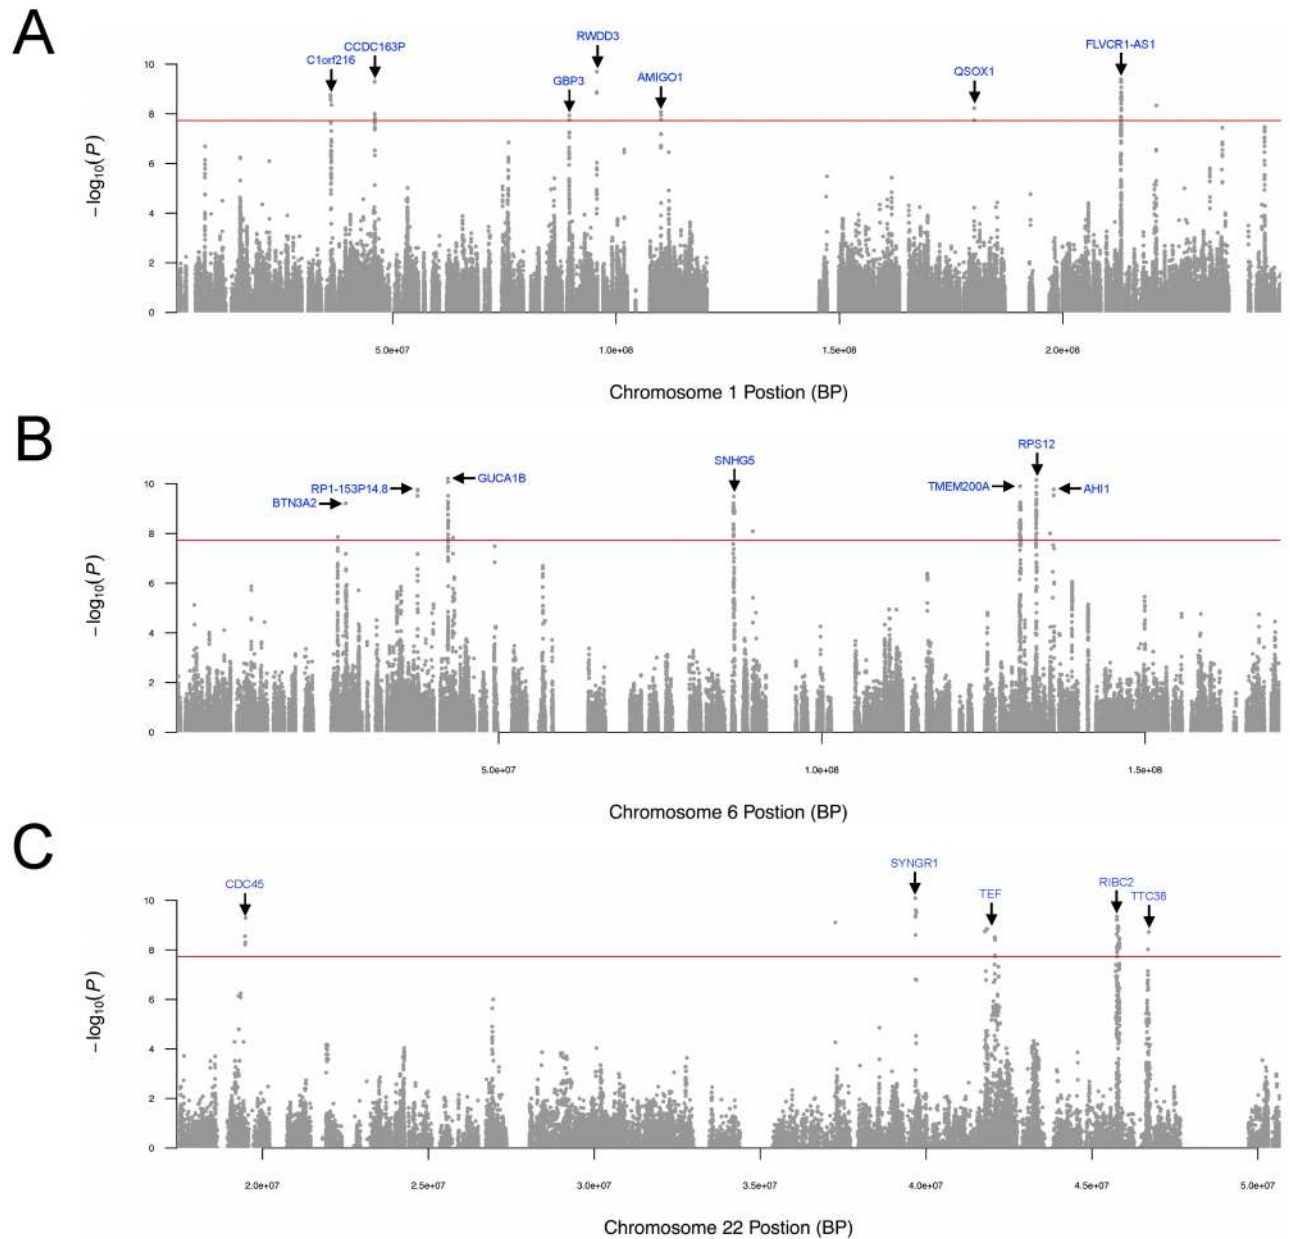 A
RWDD3
FLVCR1-AS1
CCDC163P
C1orf216
QSOX1
AMIGO1
GBP3
10
8
6
4
2
0
−log10(P)
5.0e+07 1.0e+08 1.5e+08 2.0e+08
Chromosome 1 Postion (BP)
B
RPS12
SNHG5
GUCA1B
RP1-153P14.8
TMEM200A
AHI1
BTN3A2
10
8
6
4
2
0
−log10(P)
5.0e+07 1.0e+08 1.5e+08
Chromosome 6 Postion (BP)
C
SYNGR1
CDC45
RIBC2
TEF
TTC38
10
8
6
4
2
0
−log10(P)
2.0e+07 2.5e+07 3.0e+07 3.5e+07 4.0e+07 4.5e+07 5.0e+07
Chromosome 22 Postion (BP)